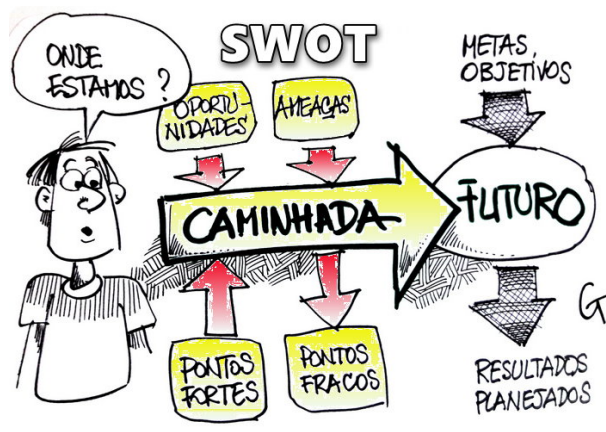 SWOT
ONDE
ESTAMOS?
OPORTU-
NIDADES
AMEAÇAS
METAS,
OBJETIVOS
CAMINHADA
FUTURO
PONTOS
FORTES
PONTOS
FRACOS
RESULTADOS
PLANEJADOS
G